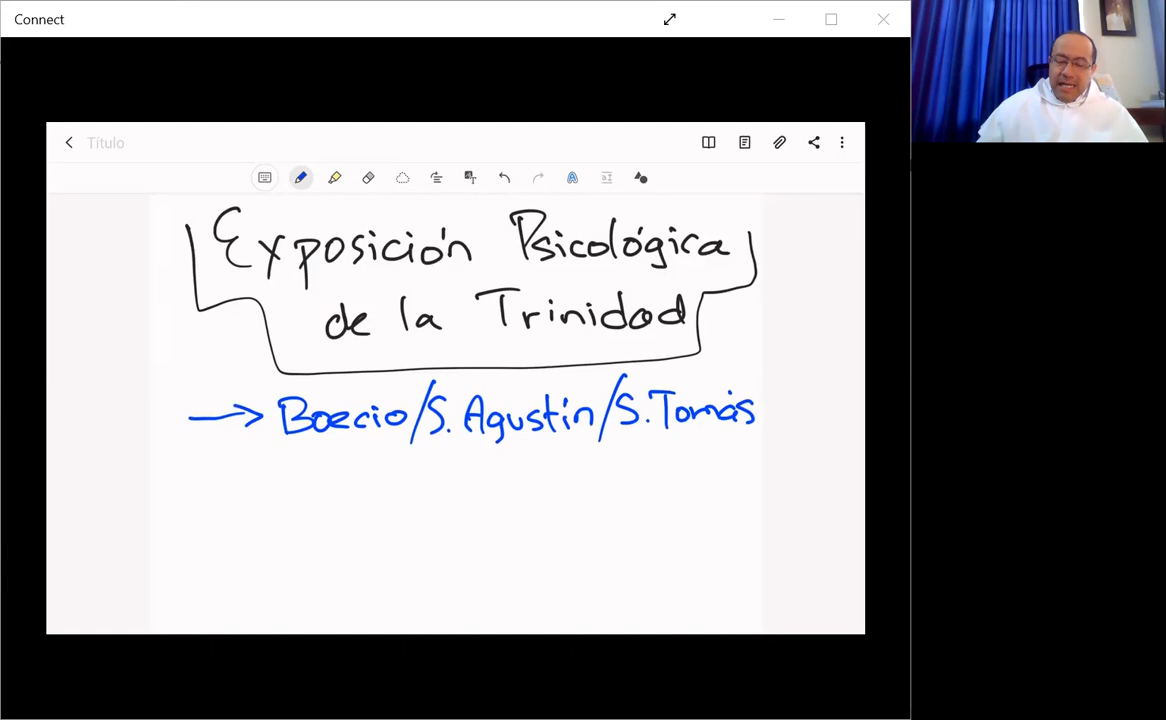 Connect
Título
Exposición Psicológica
de la Trinidad
→ Boecio/S. Agustín/S. Tomás